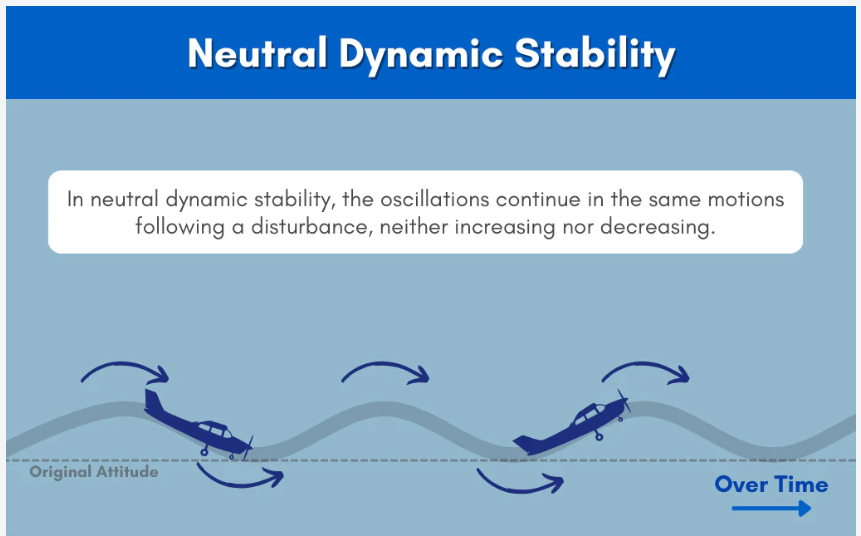 Neutral Dynamic Stability
In neutral dynamic stability, the oscillations continue in the same motions
following a disturbance, neither increasing nor decreasing.
Original Attitude
Over Time